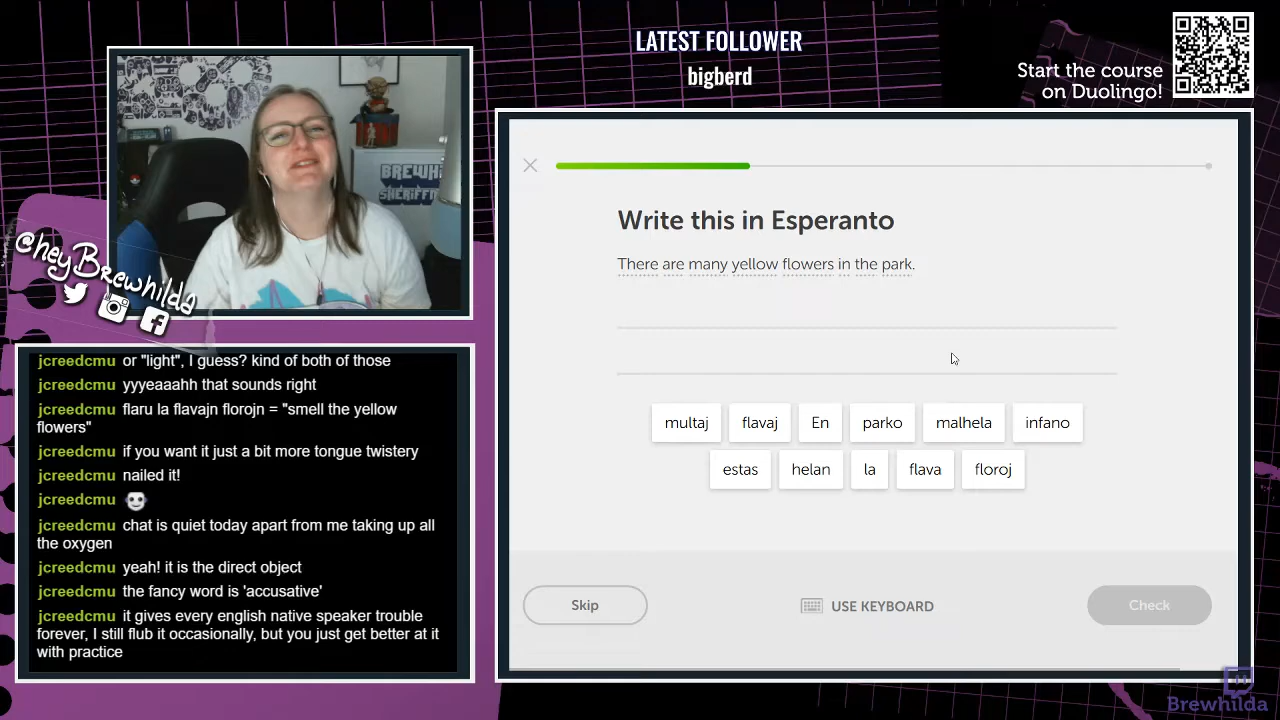 LATEST FOLLOWER
bigberd
Start the course
on Duolingo!
BREWH
SHERIFF
@heyBrewhilda
jcreedcmu or "light", I guess? kind of both of those
jcreedcmu yyyeaaahh that sounds right
jcreedcmu flaru la flavajn florojn = "smell the yellow
flowers"
jcreedcmu if you want it just a bit more tongue twistery
jcreedcmu nailed it!
jcreedcmu
jcreedcmu chat is quiet today apart from me taking up all
the oxygen
jcreedcmu yeah! it is the direct object
jcreedcmu the fancy word is 'accusative'
jcreedcmu it gives every english native speaker trouble
forever, I still flub it occasionally, but you just get better at it
with practice
Write this in Esperanto
There are many yellow flowers in the park.
multaj flavaj En parko malhela infano
estas helan la flava floroj
Skip USE KEYBOARD Check
Brewhilda